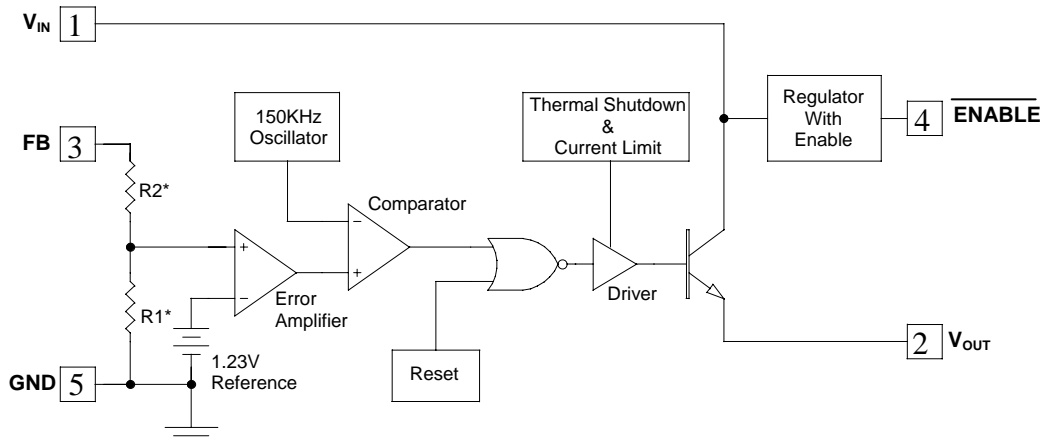 VIN 1
150KHz
Oscillator
Thermal Shutdown
&
Current Limit
Regulator
With
Enable
4 ENABLE
FB 3
R2*
Comparator
−
+
+
−
Error
Amplifier
Driver
R1*
1.23V
Reference
Reset
2 VOUT
GND 5